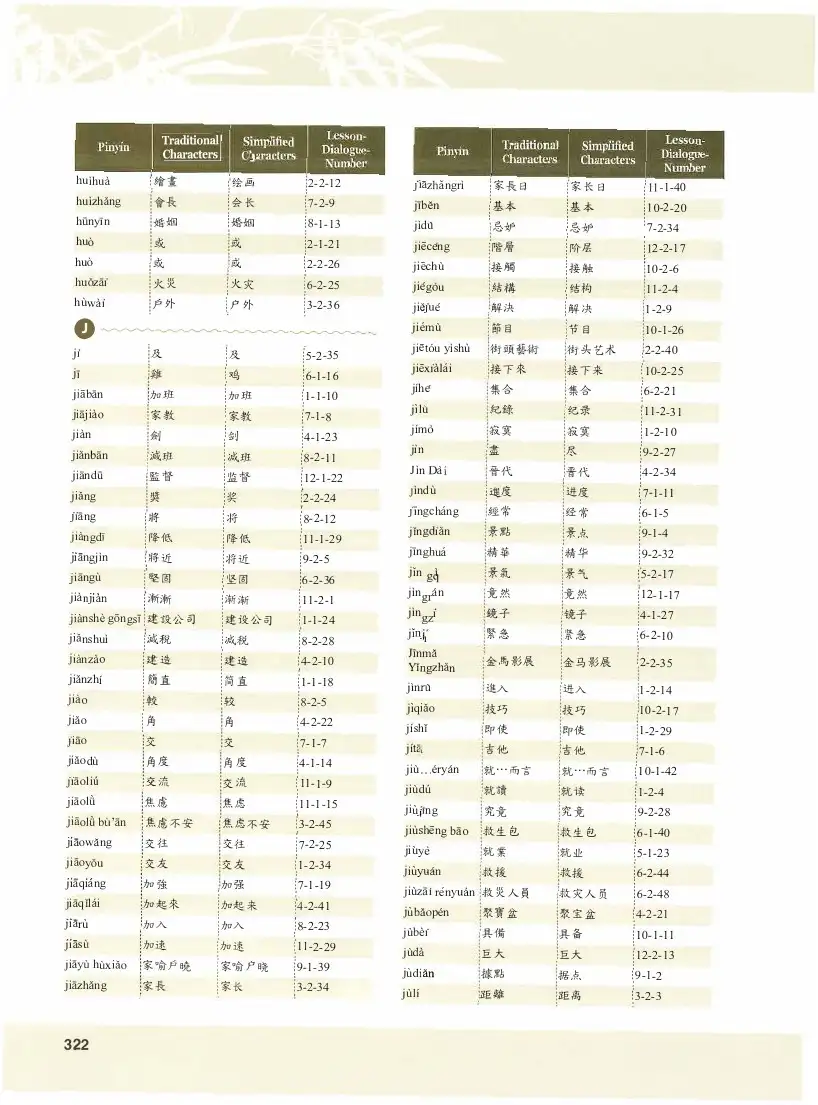 Pinyin Traditional Characters Simplified Characters Lesson-Dialogue-Number
huìhuà 繪畫 绘画 2-2-12
huìzhǎng 會長 会长 7-2-9
hūnyīn 婚姻 婚姻 8-1-13
huò 或 或 2-1-21
huò 或 或 2-2-26
huǒzāi 火災 火灾 6-2-25
hùwài 戶外 户外 3-2-36
J
jí 及 及 5-2-35
jī 雞 鸡 6-1-16
jiābān 加班 加班 1-1-10
jiājiào 家教 家教 7-1-8
jiàn 劍 剑 4-1-23
jiǎnbān 減班 减班 8-2-11
jiāndū 監督 监督 12-1-22
jiǎng 獎 奖 2-2-24
jiāng 將 将 8-2-12
jiàngdī 降低 降低 11-1-29
jiāngjìn 將近 将近 9-2-5
jiāngù 堅固 坚固 6-2-36
jiànjiàn 漸漸 渐渐 11-2-1
jiànshè gōngsī 建設公司 建设公司 1-1-24
jiǎnshuì 減稅 减税 8-2-28
jiànzào 建造 建造 4-2-10
jiǎnzhí 簡直 简直 1-1-18
jiào 較 较 8-2-5
jiǎo 角 角 4-2-22
jiāo 交 交 7-1-7
jiǎodù 角度 角度 4-1-14
jiāoliú 交流 交流 11-1-9
jiāolǜ 焦慮 焦虑 11-1-15
jiāolǜ bù'ān 焦慮不安 焦虑不安 3-2-45
jiāowǎng 交往 交往 7-2-25
jiāoyǒu 交友 交友 1-2-34
jiāqiáng 加強 加强 7-1-19
jiāqǐlái 加起來 加起来 4-2-41
jiārù 加入 加入 8-2-23
jiāsù 加速 加速 11-2-29
jiāyù hùxiǎo 家喻戶曉 家喻户晓 9-1-39
jiāzhǎng 家長 家长 3-2-34
Pinyin Traditional Characters Simplified Characters Lesson-Dialogue-Number
jiāzhǎngrì 家長日 家长日 11-1-40
jīběn 基本 基本 10-2-20
jìdù 忌妒 忌妒 7-2-34
jiēcéng 階層 阶层 12-2-17
jiēchù 接觸 接触 10-2-6
jiégòu 結構 结构 11-2-4
jiějué 解決 解决 1-2-9
jiémù 節目 节目 10-1-26
jiētóu yìshù 街頭藝術 街头艺术 2-2-40
jiēxiàlái 接下來 接下来 10-2-25
jíhé 集合 集合 6-2-21
jìlù 紀錄 纪录 11-2-31
jímò 寂寞 寂寞 1-2-10
jìn 盡 尽 9-2-27
Jìn Dài 晉代 晋代 4-2-34
jìndù 進度 进度 7-1-11
jīngcháng 經常 经常 6-1-5
jǐngdiǎn 景點 景点 9-1-4
jīnghuá 精華 精华 9-2-32
jǐngqì 景氣 景气 5-2-17
jìngrán 竟然 竟然 12-1-17
jìngzi 鏡子 镜子 4-1-27
jǐnjí 緊急 紧急 6-2-10
Jīnmǎ Yǐngzhǎn 金馬影展 金马影展 2-2-35
jìnrù 進入 进入 1-2-14
jìqiǎo 技巧 技巧 10-2-17
jíshǐ 即使 即使 1-2-29
jítā 吉他 吉他 7-1-6
jiù…éryán 就…而言 就…而言 10-1-42
jiùdú 就讀 就读 1-2-4
jiùjìng 究竟 究竟 9-2-28
jiùshēng bāo 救生包 救生包 6-1-40
jiùyè 就業 就业 5-1-23
jiùyuán 救援 救援 6-2-44
jiùzāi rényuán 救災人員 救灾人员 6-2-48
jùbǎopén 聚寶盆 聚宝盆 4-2-21
jùbèi 具備 具备 10-1-11
jùdà 巨大 巨大 12-2-13
jùdiǎn 據點 据点 9-1-2
jùlí 距離 距离 3-2-3
322